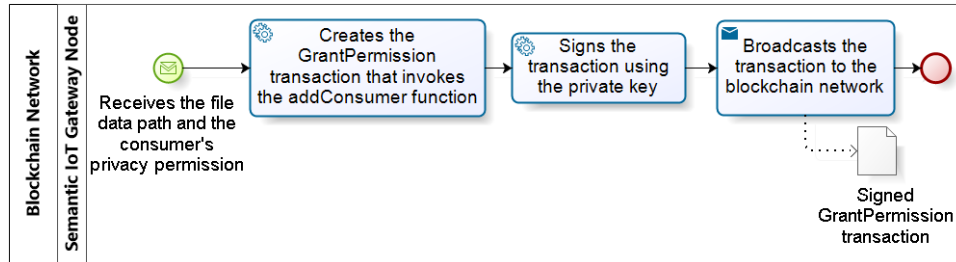 Blockchain Network
Semantic IoT Gateway Node
Receives the file
data path and the
consumer's
privacy permission
Creates the
GrantPermission
transaction that invokes
the addConsumer function
Signs the
transaction using
the private key
Broadcasts the
transaction to the
blockchain network
Signed
GrantPermission
transaction